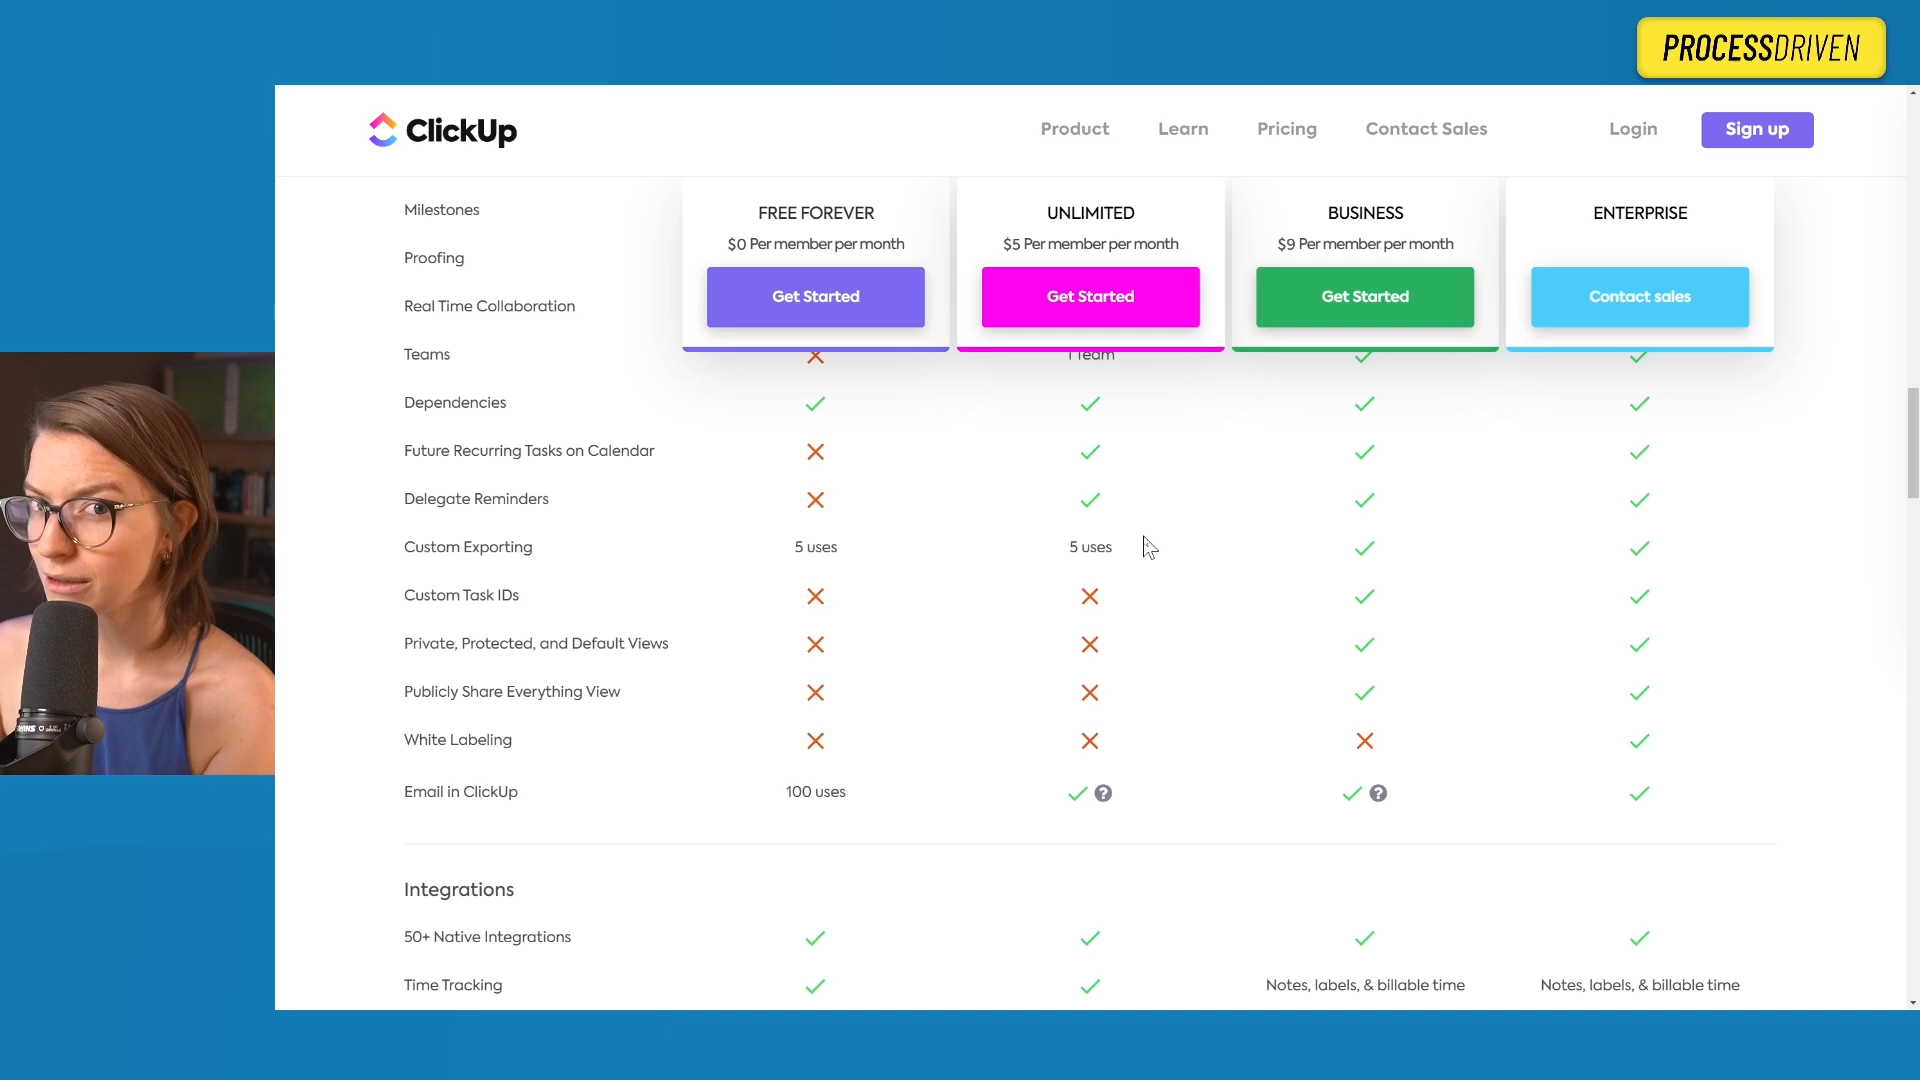 PROCESSDRIVEN
ClickUp
Product Learn Pricing Contact Sales Login Sign up
Milestones
Proofing
Real Time Collaboration
FREE FOREVER
$0 Per member per month
Get Started
UNLIMITED
$5 Per member per month
Get Started
BUSINESS
$9 Per member per month
Get Started
ENTERPRISE
Contact sales
Teams 1 Team
Dependencies
Future Recurring Tasks on Calendar
Delegate Reminders
Custom Exporting 5 uses 5 uses
Custom Task IDs
Private, Protected, and Default Views
Publicly Share Everything View
White Labeling
Email in ClickUp 100 uses ? ?
Integrations
50+ Native Integrations
Time Tracking Notes, labels, & billable time Notes, labels, & billable time